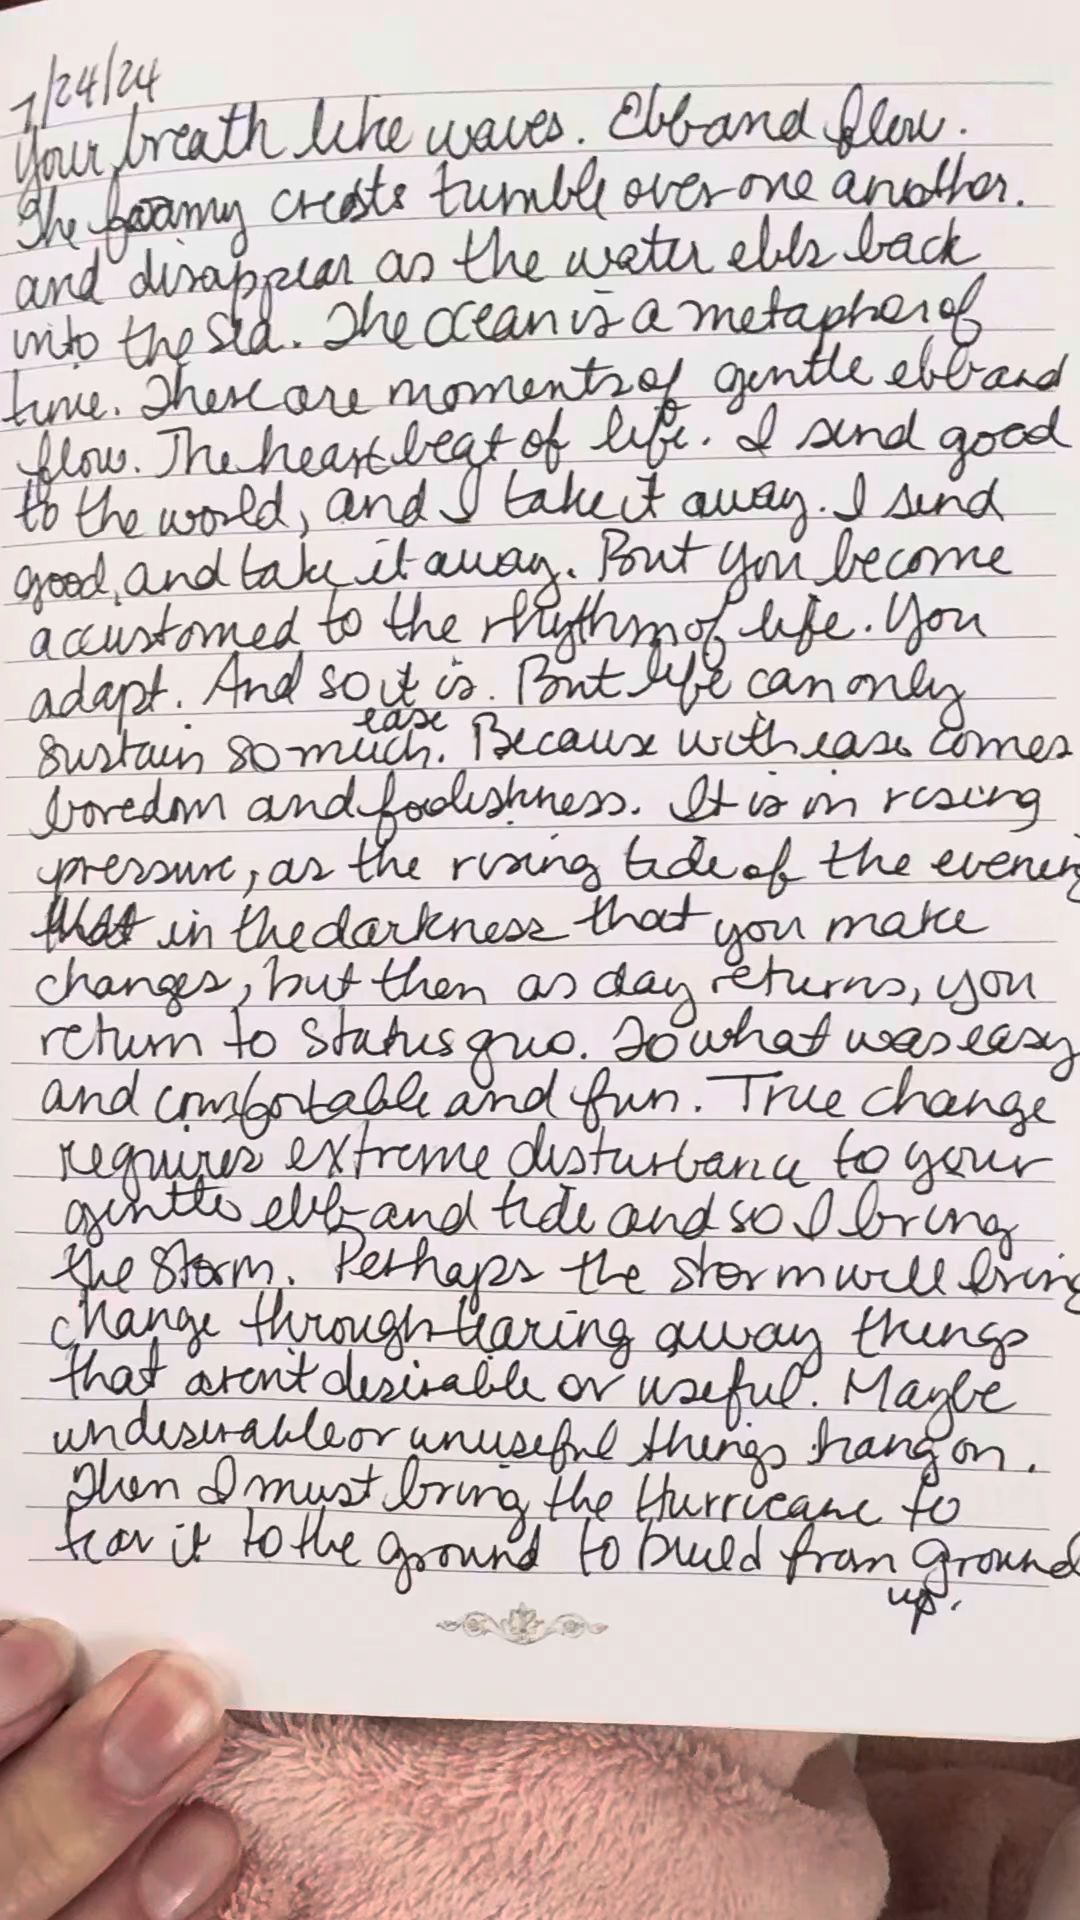 7/24/24
Your breath like waves. Ebb and flow.
The foamy crests tumble over one another.
and disappear as the water ebbs back
into the sea. The ocean is a metaphor of
time. There are moments of gentle ebb and
flow. The heart beat of life. I send good
to the world, and I take it away. I send
good, and take it away. But you become
accustomed to the rhythm of life. You
adapt. And so it is. But life can only
ease
sustain so much. Because with ease comes
boredom and foolishness. It is in rising
pressure, as the rising tide of the evening
that in the darkness that you make
changes, but then as day returns, you
return to status quo. To what was easy
and comfortable and fun. True change
requires extreme disturbance to your
gentle ebb and tide and so I bring
the storm. Perhaps the storm will bring
change through tearing away things
that aren't desirable or useful. Maybe
undesirable or unuseful things hang on.
Then I must bring the Hurricane to
tear it to the ground to build from ground
up.